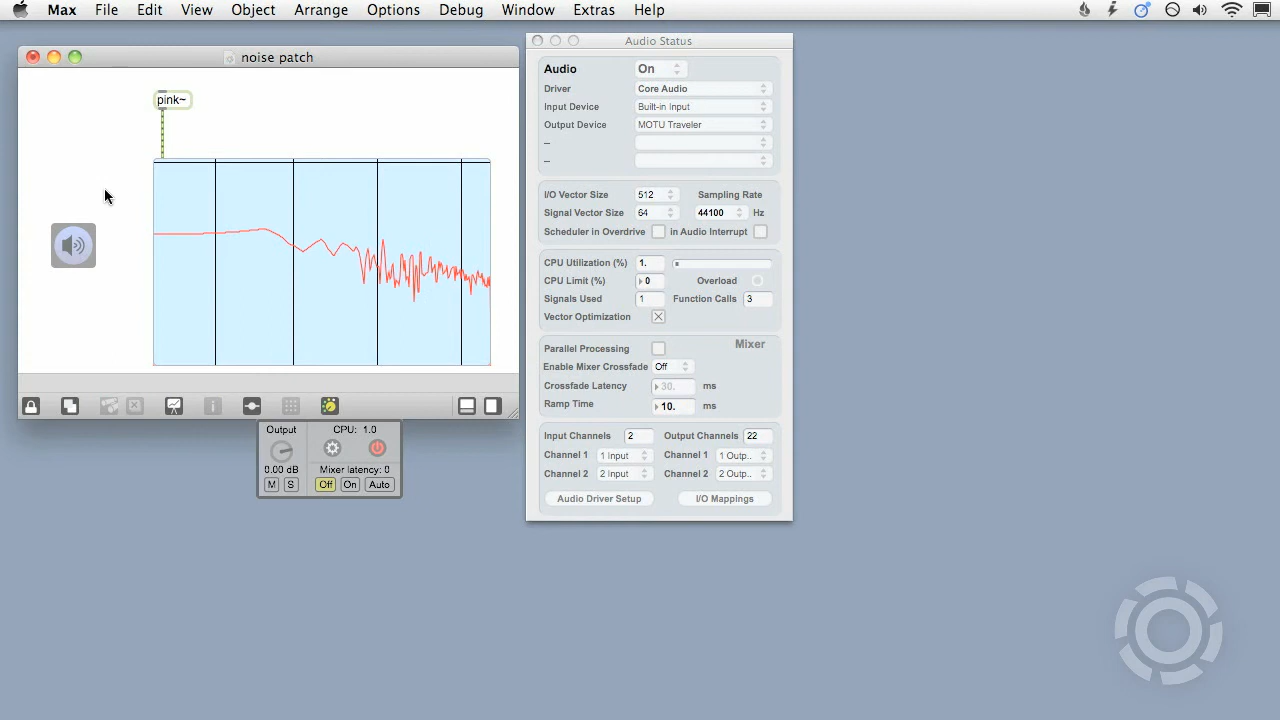 Max File Edit View Object Arrange Options Debug Window Extras Help
noise patch
pink~
Output CPU: 1.0
0.00 dB Mixer latency: 0
M S Off On Auto
Audio Status
Audio On
Driver Core Audio
Input Device Built-in Input
Output Device MOTU Traveler
--
--
I/O Vector Size 512 Sampling Rate
Signal Vector Size 64 44100 Hz
Scheduler in Overdrive in Audio Interrupt
CPU Utilization (%) 1.
CPU Limit (%) 0 Overload
Signals Used 1 Function Calls 3
Vector Optimization
Parallel Processing Mixer
Enable Mixer Crossfade Off
Crossfade Latency 30. ms
Ramp Time 10. ms
Input Channels 2 Output Channels 22
Channel 1 1 Input Channel 1 1 Outp..
Channel 2 2 Input Channel 2 2 Outp..
Audio Driver Setup I/O Mappings